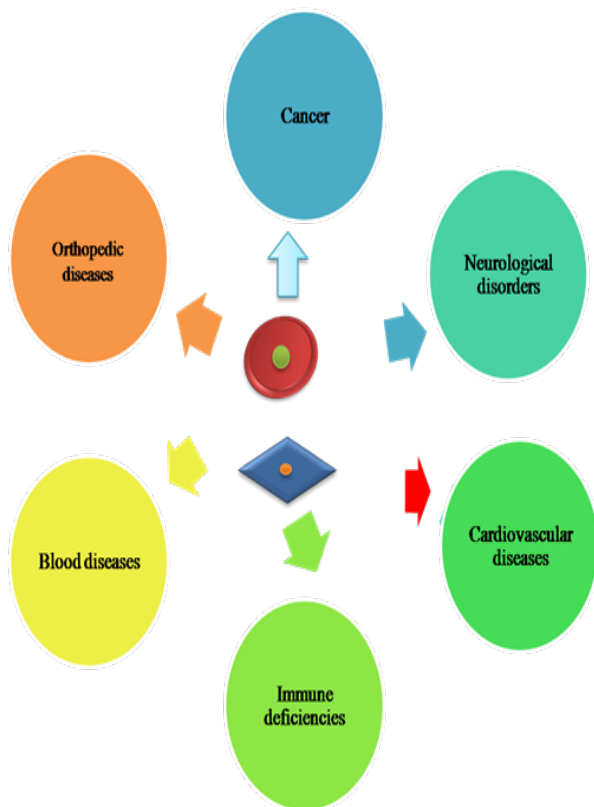 Cancer
Orthopedic
diseases
Neurological
disorders
Blood diseases
Cardiovascular
diseases
Immune
deficiencies